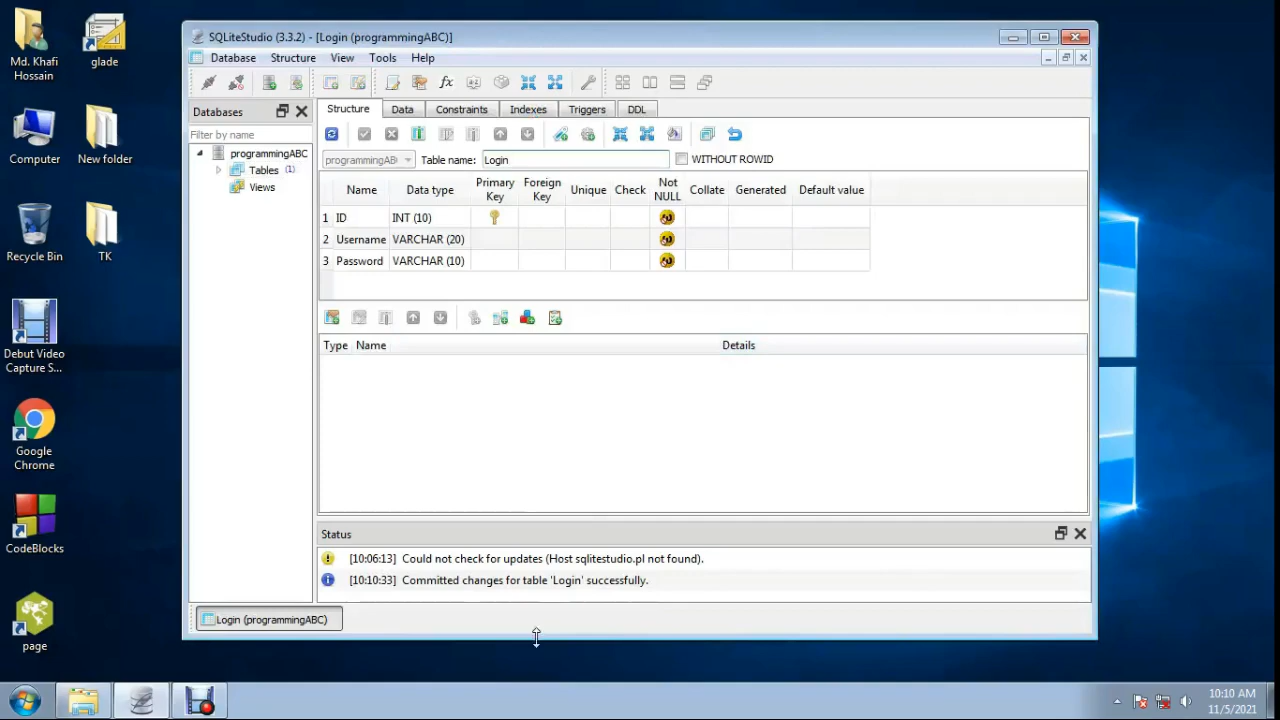 Md. Khafi
Hossain
glade
Computer
New folder
Recycle Bin
TK
Debut Video
Capture S...
Google
Chrome
CodeBlocks
page
SQLiteStudio (3.3.2) - [Login (programmingABC)]
Database Structure View Tools Help
Databases
Filter by name
programmingABC
Tables (1)
Views
Structure Data Constraints Indexes Triggers DDL
programmingAB Table name: Login WITHOUT ROWID
Name Data type Primary Key Foreign Key Unique Check Not NULL Collate Generated Default value
1 ID INT (10)
2 Username VARCHAR (20)
3 Password VARCHAR (10)
Type Name Details
Status
[10:06:13] Could not check for updates (Host sqlitestudio.pl not found).
[10:10:33] Committed changes for table 'Login' successfully.
Login (programmingABC)
10:10 AM
11/5/2021